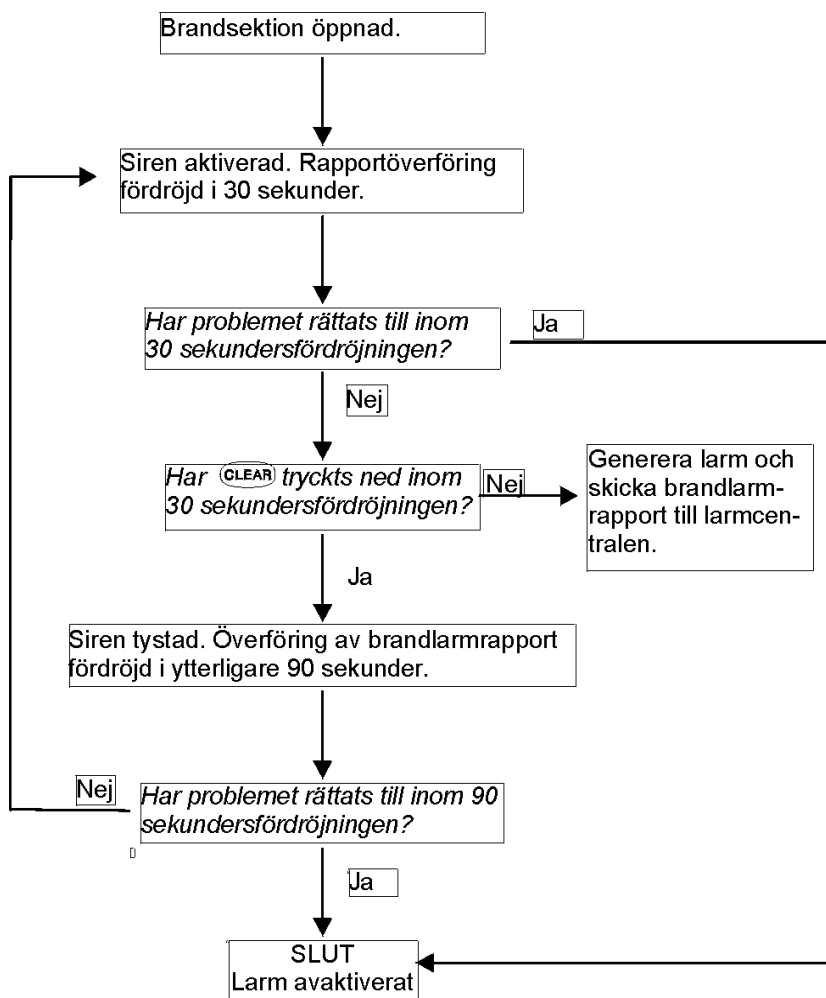 Brandsektion öppnad.
Siren aktiverad. Rapportöverföring
fördröjd i 30 sekunder.
Har problemet rättats till inom
30 sekundersfördröjningen?
Ja
Nej
Har CLEAR tryckts ned inom
30 sekundersfördröjningen?
Nej
Generera larm och
skicka brandlarm-
rapport till larmcen-
tralen.
Ja
Siren tystad. Överföring av brandlarmrapport
fördröjd i ytterligare 90 sekunder.
Nej
Har problemet rättats till inom 90
sekundersfördröjningen?
Ja
SLUT
Larm avaktiverat